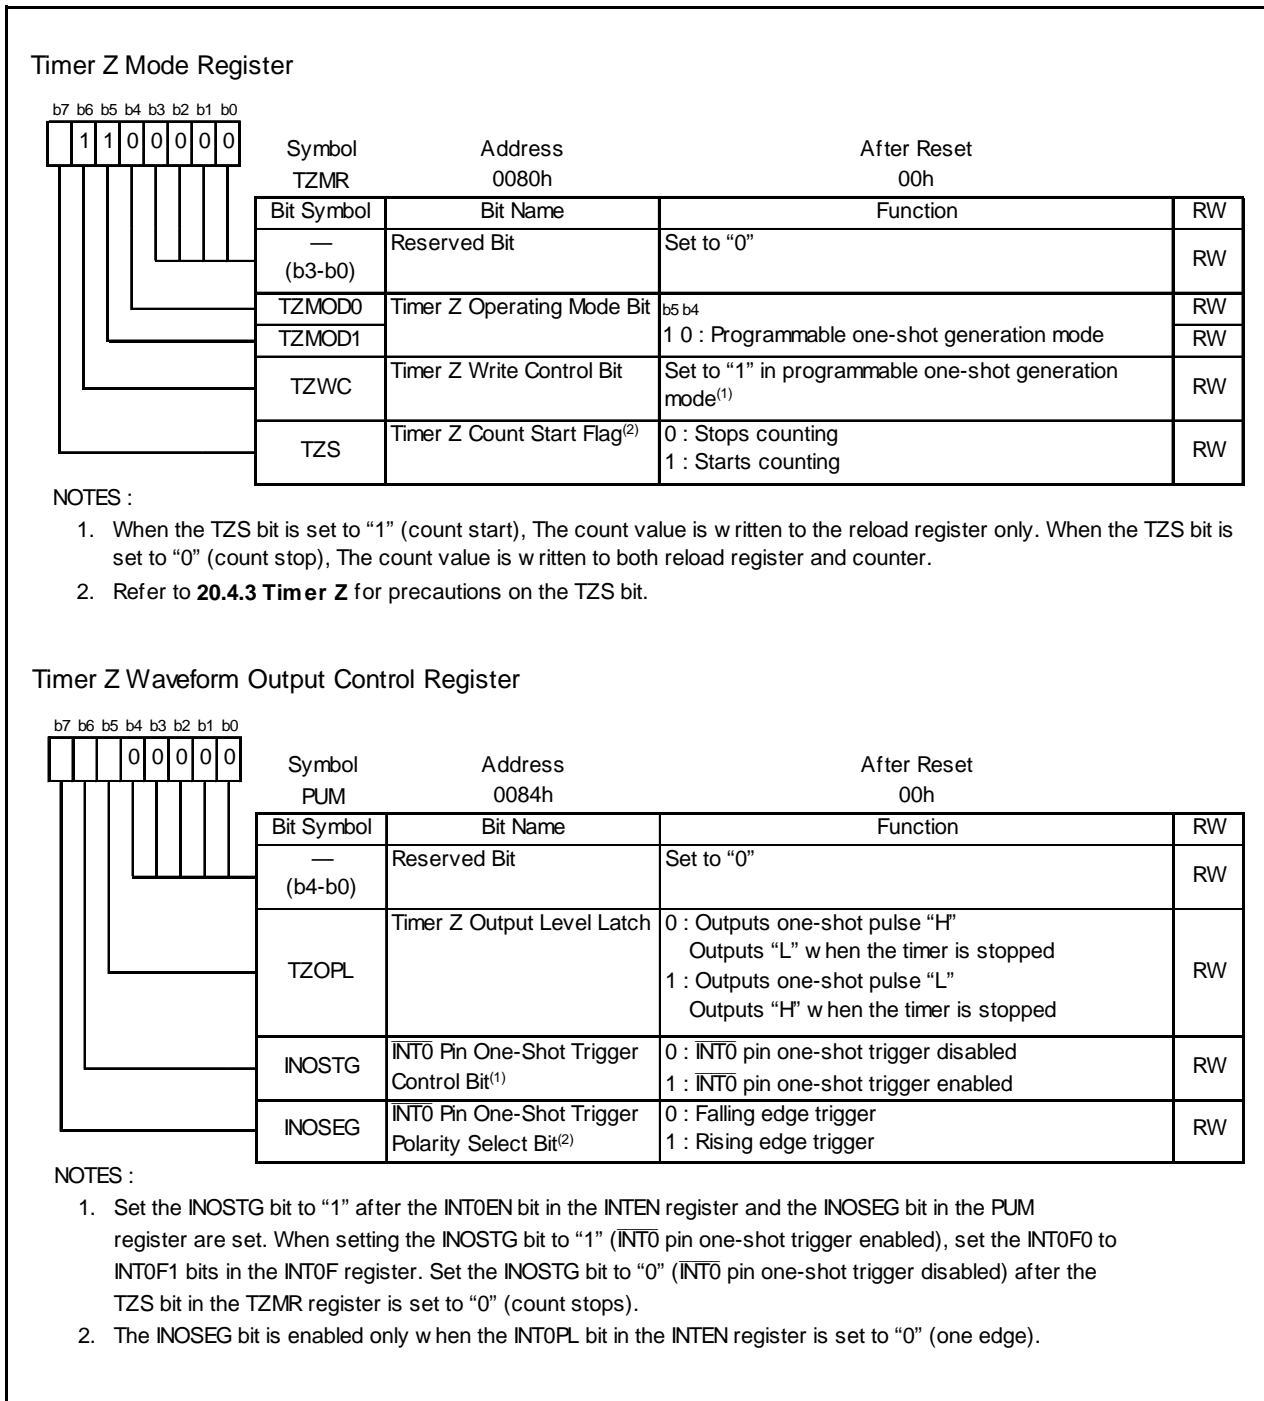 Timer Z Mode Register
b7 b6 b5 b4 b3 b2 b1 b0
1 1 0 0 0 0 0
Symbol Address After Reset
TZMR 0080h 00h
Bit Symbol Bit Name Function RW
— Reserved Bit Set to “0”
(b3-b0) RW
TZMOD0 Timer Z Operating Mode Bit b5 b4 RW
TZMOD1 1 0 : Programmable one-shot generation mode RW
TZWC Timer Z Write Control Bit Set to “1” in programmable one-shot generation
mode(1) RW
TZS Timer Z Count Start Flag(2) 0 : Stops counting
1 : Starts counting RW
NOTES :
1. When the TZS bit is set to “1” (count start), The count value is written to the reload register only. When the TZS bit is
set to “0” (count stop), The count value is written to both reload register and counter.
2. Refer to 20.4.3 Timer Z for precautions on the TZS bit.
Timer Z Waveform Output Control Register
b7 b6 b5 b4 b3 b2 b1 b0
0 0 0 0 0
Symbol Address After Reset
PUM 0084h 00h
Bit Symbol Bit Name Function RW
— Reserved Bit Set to “0”
(b4-b0) RW
TZOPL Timer Z Output Level Latch 0 : Outputs one-shot pulse “H”
Outputs “L” when the timer is stopped
1 : Outputs one-shot pulse “L” RW
Outputs “H” when the timer is stopped
INOSTG INT0 Pin One-Shot Trigger 0 : INT0 pin one-shot trigger disabled RW
Control Bit(1) 1 : INT0 pin one-shot trigger enabled
INOSEG INT0 Pin One-Shot Trigger 0 : Falling edge trigger RW
Polarity Select Bit(2) 1 : Rising edge trigger
NOTES :
1. Set the INOSTG bit to “1” after the INT0EN bit in the INTEN register and the INOSEG bit in the PUM
register are set. When setting the INOSTG bit to “1” (INT0 pin one-shot trigger enabled), set the INT0F0 to
INT0F1 bits in the INT0F register. Set the INOSTG bit to “0” (INT0 pin one-shot trigger disabled) after the
TZS bit in the TZMR register is set to “0” (count stops).
2. The INOSEG bit is enabled only when the INT0PL bit in the INTEN register is set to “0” (one edge).